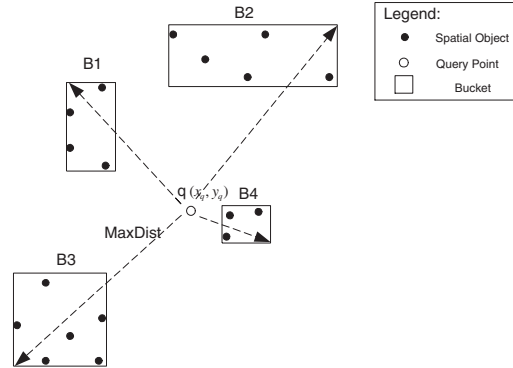 B2
Legend:
Spatial Object
Query Point
Bucket
B1
q (x_q, y_q)
B4
MaxDist
B3